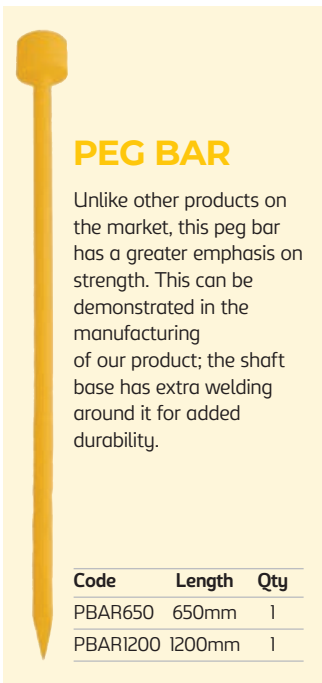 PEG BAR
Unlike other products on
the market, this peg bar
has a greater emphasis on
strength. This can be
demonstrated in the
manufacturing
of our product; the shaft
base has extra welding
around it for added
durability.
Code Length Qty
PBAR650 650mm 1
PBAR1200 1200mm 1